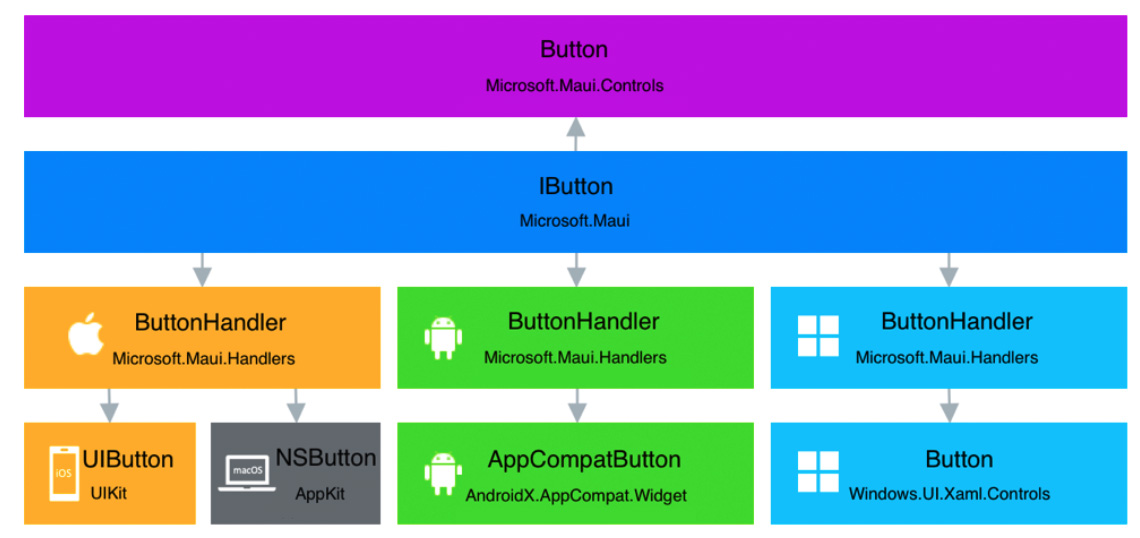 Button
Microsoft.Maui.Controls
IButton
Microsoft.Maui
ButtonHandler
Microsoft.Maui.Handlers
ButtonHandler
Microsoft.Maui.Handlers
ButtonHandler
Microsoft.Maui.Handlers
iOS
UIButton
UIKit
macOS
NSButton
AppKit
AppCompatButton
AndroidX.AppCompat.Widget
Button
Windows.UI.Xaml.Controls